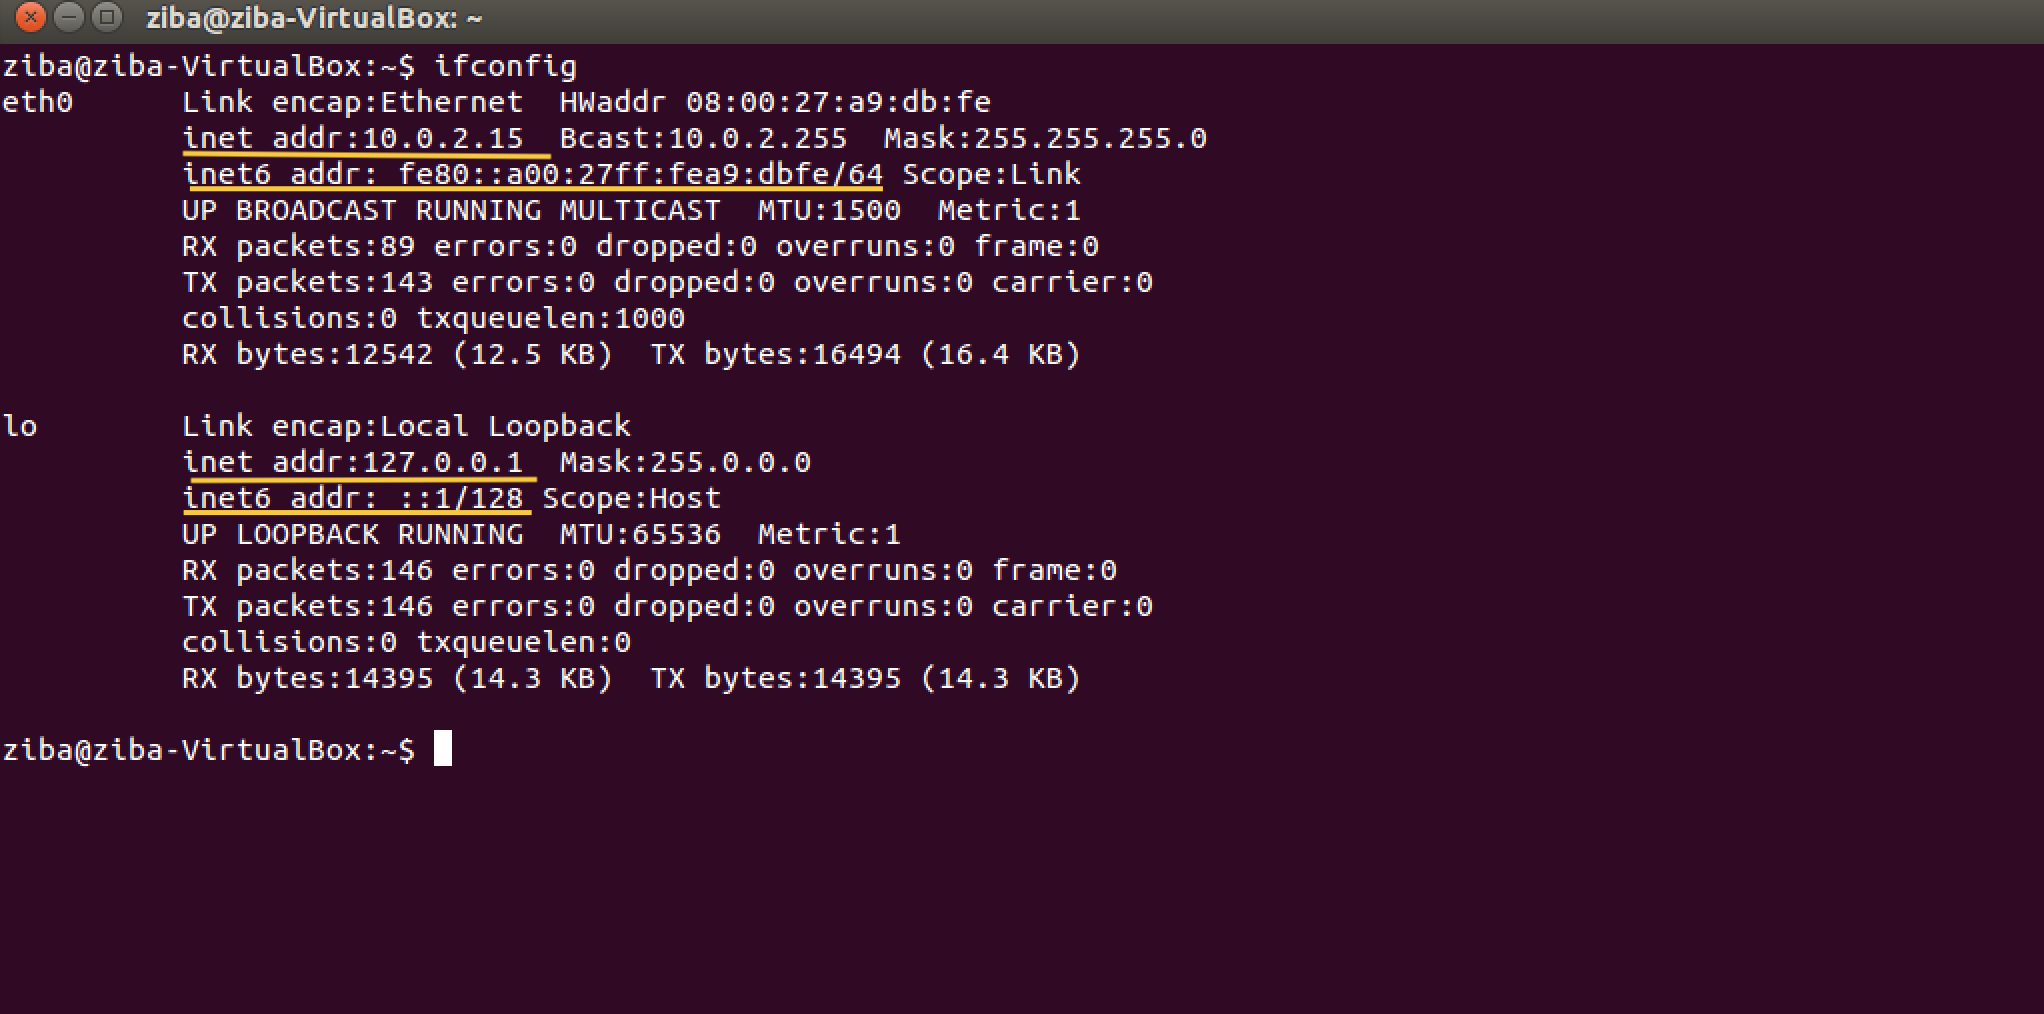 ziba@ziba-VirtualBox: ~
ziba@ziba-VirtualBox:~$ ifconfig
eth0      Link encap:Ethernet  HWaddr 08:00:27:a9:db:fe
          inet addr:10.0.2.15  Bcast:10.0.2.255  Mask:255.255.255.0
          inet6 addr: fe80::a00:27ff:fea9:dbfe/64 Scope:Link
          UP BROADCAST RUNNING MULTICAST  MTU:1500  Metric:1
          RX packets:89 errors:0 dropped:0 overruns:0 frame:0
          TX packets:143 errors:0 dropped:0 overruns:0 carrier:0
          collisions:0 txqueuelen:1000
          RX bytes:12542 (12.5 KB)  TX bytes:16494 (16.4 KB)

lo        Link encap:Local Loopback
          inet addr:127.0.0.1  Mask:255.0.0.0
          inet6 addr: ::1/128 Scope:Host
          UP LOOPBACK RUNNING  MTU:65536  Metric:1
          RX packets:146 errors:0 dropped:0 overruns:0 frame:0
          TX packets:146 errors:0 dropped:0 overruns:0 carrier:0
          collisions:0 txqueuelen:0
          RX bytes:14395 (14.3 KB)  TX bytes:14395 (14.3 KB)

ziba@ziba-VirtualBox:~$